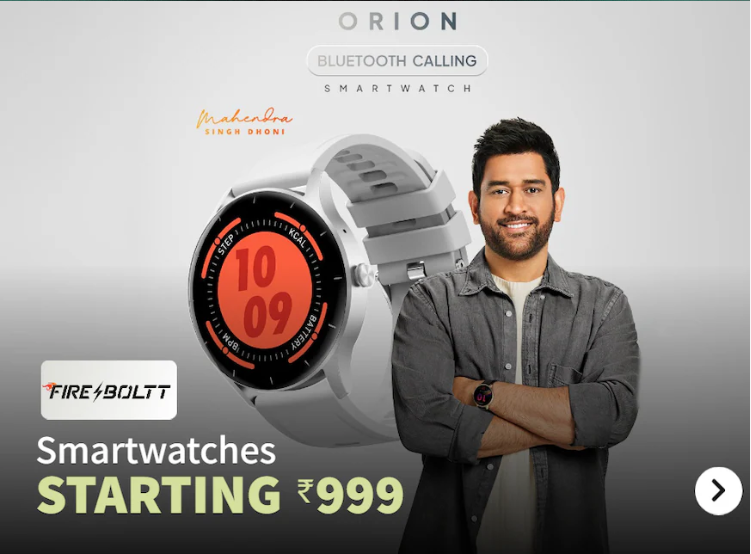 ORION
BLUETOOTH CALLING
SMARTWATCH
Mahendra
SINGH DHONI
STEP
KCAL
10
09
BPM
BATTERY
FIRE BOLTT
Smartwatches
STARTING ₹999